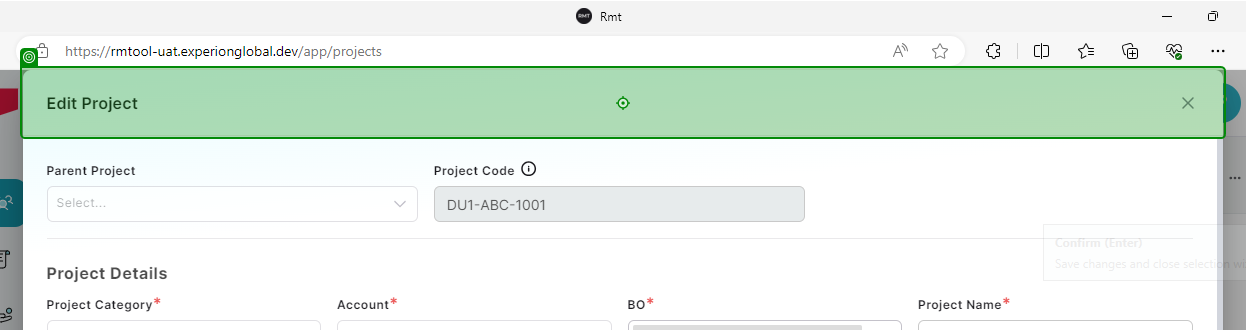 RMT Rmt
https://rmtool-uat.experionglobal.dev/app/projects
Edit Project
Parent Project Project Code
Select... DU1-ABC-1001
Confirm (Enter)
Save changes and close selection
Project Details
Project Category* Account* BO* Project Name*